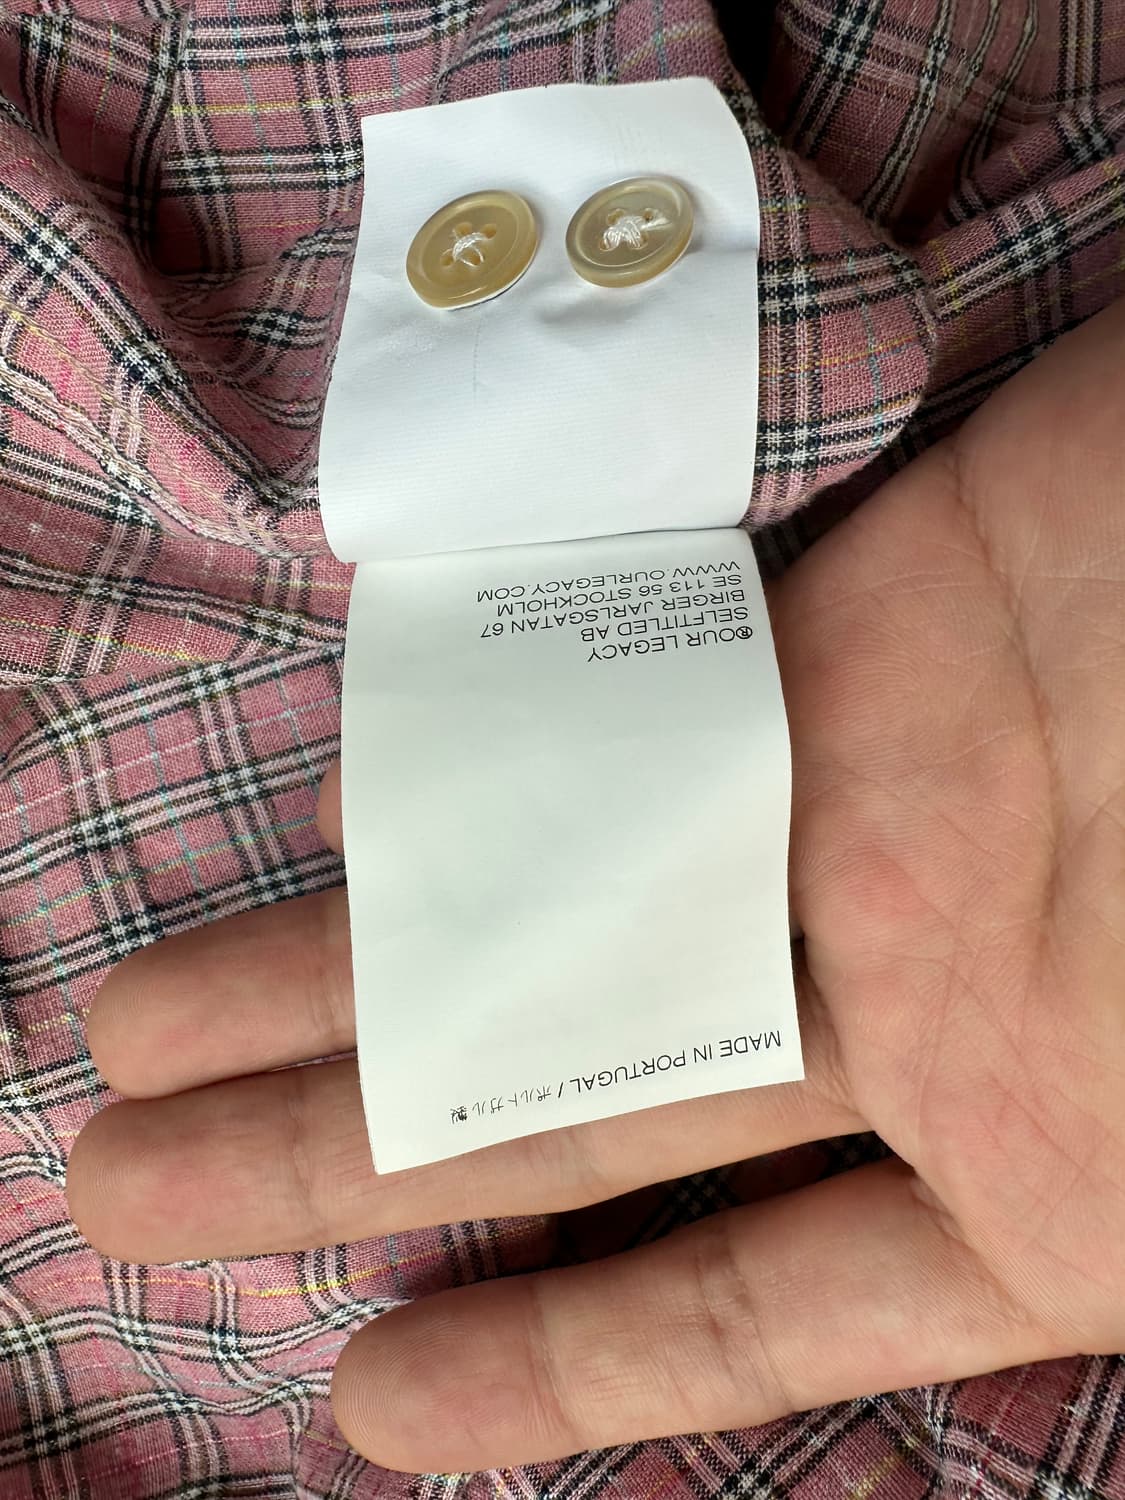 ®OUR LEGACY
SELFTITLED AB
BIRGER JARLSGATAN 67
SE 113 56 STOCKHOLM
WWW.OURLEGACY.COM
MADE IN PORTUGAL / ポルトガル製